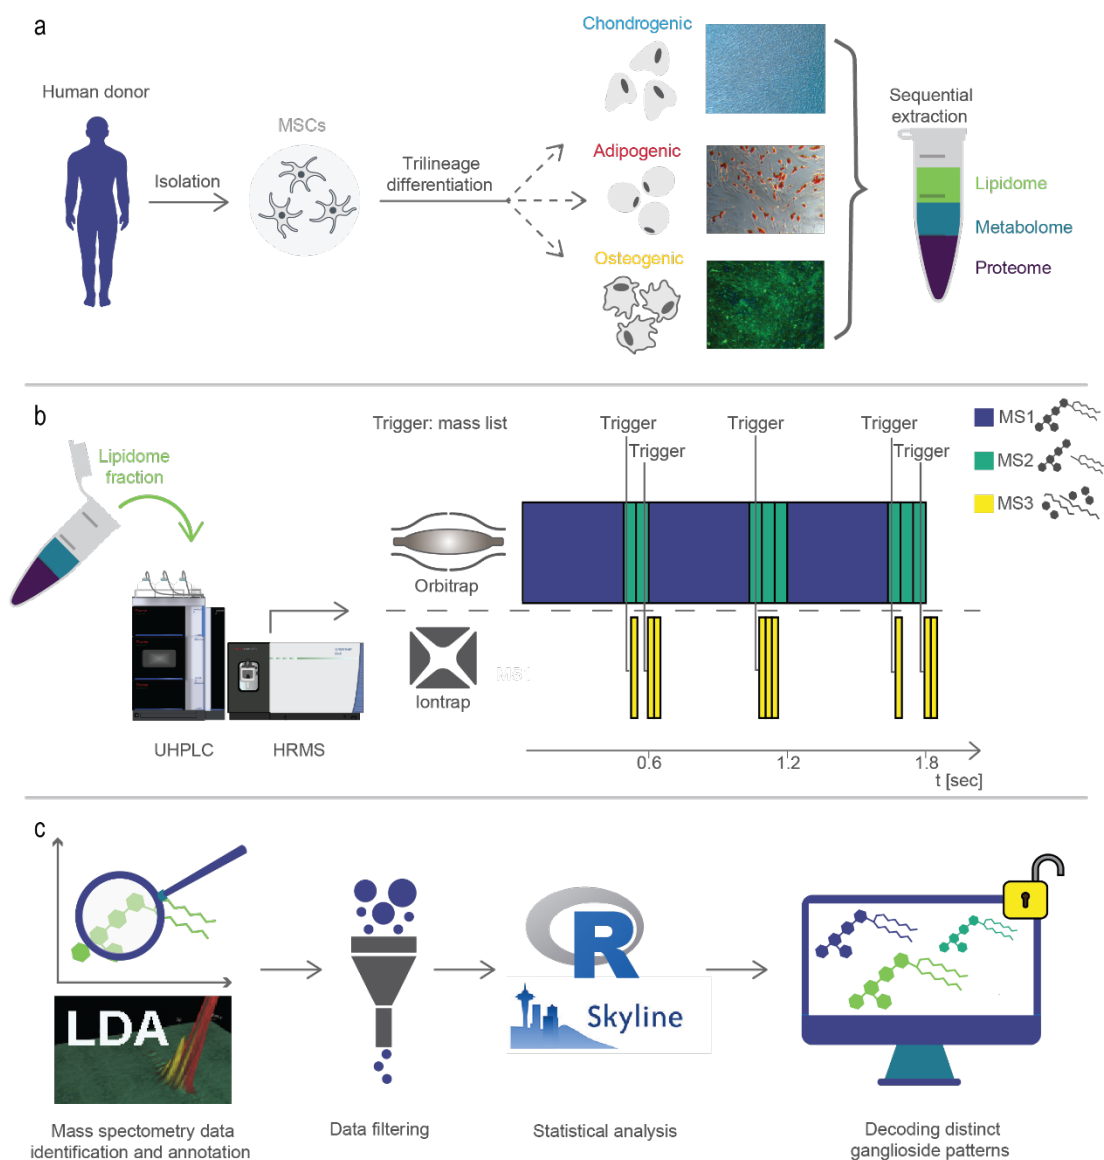 a
Human donor
Isolation
MSCs
Trilineage
differentiation
Chondrogenic
Adipogenic
Osteogenic
Sequential
extraction
Lipidome
Metabolome
Proteome
b
Lipidome
fraction
UHPLC
HRMS
Trigger: mass list
Orbitrap
Iontrap
MS1
Trigger
Trigger
Trigger
Trigger
Trigger
MS1
MS2
MS3
0.6
1.2
1.8
t [sec]
c
LDA
Mass spectometry data
identification and annotation
Data filtering
R
Skyline
Statistical analysis
Decoding distinct
ganglioside patterns